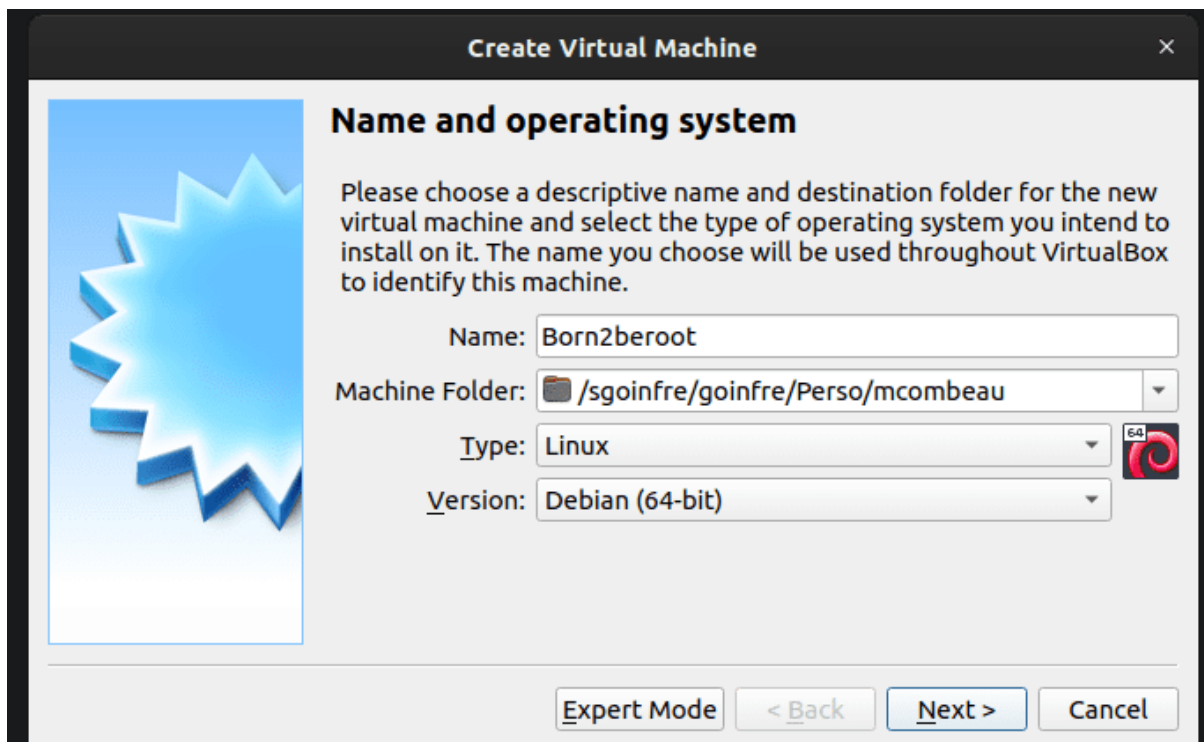 Create Virtual Machine
×
Name and operating system
Please choose a descriptive name and destination folder for the new
virtual machine and select the type of operating system you intend to
install on it. The name you choose will be used throughout VirtualBox
to identify this machine.
Name: Born2beroot
Machine Folder: /sgoinfre/goinfre/Perso/mcombeau
Type: Linux
64
Version: Debian (64-bit)
Expert Mode < Back Next > Cancel